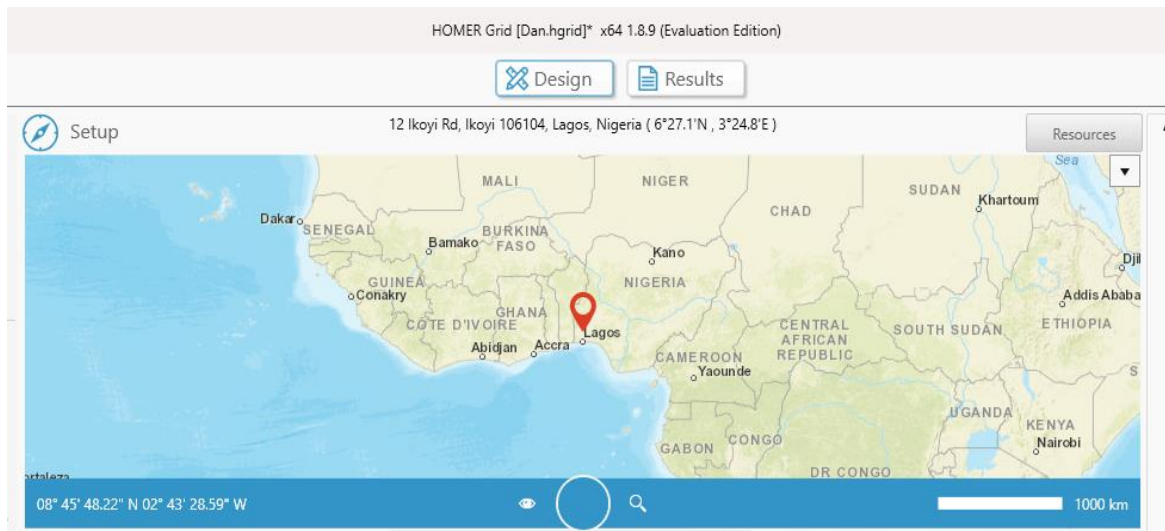 HOMER Grid [Dan.hgrid]* x64 1.8.9 (Evaluation Edition)
Design
Results
Setup
12 Ikoyi Rd, Ikoyi 106104, Lagos, Nigeria ( 6°27.1'N , 3°24.8'E )
Resources
Sea
MALI
NIGER
SUDAN
Khartoum
CHAD
Dakar
SENEGAL
BURKINA
FASO
Bamako
Kano
Dji
GUINEA
NIGERIA
Conakry
Addis Ababa
GHANA
COTE D'IVOIRE
Lagos
CENTRAL
AFRICAN
REPUBLIC
SOUTH SUDAN
ETHIOPIA
Abidjan
Accra
CAMEROON
Yaounde
S
UGANDA
KENYA
GABON
CONGO
Nairobi
DR CONGO
ortaleza
08° 45' 48.22" N 02° 43' 28.59" W
1000 km